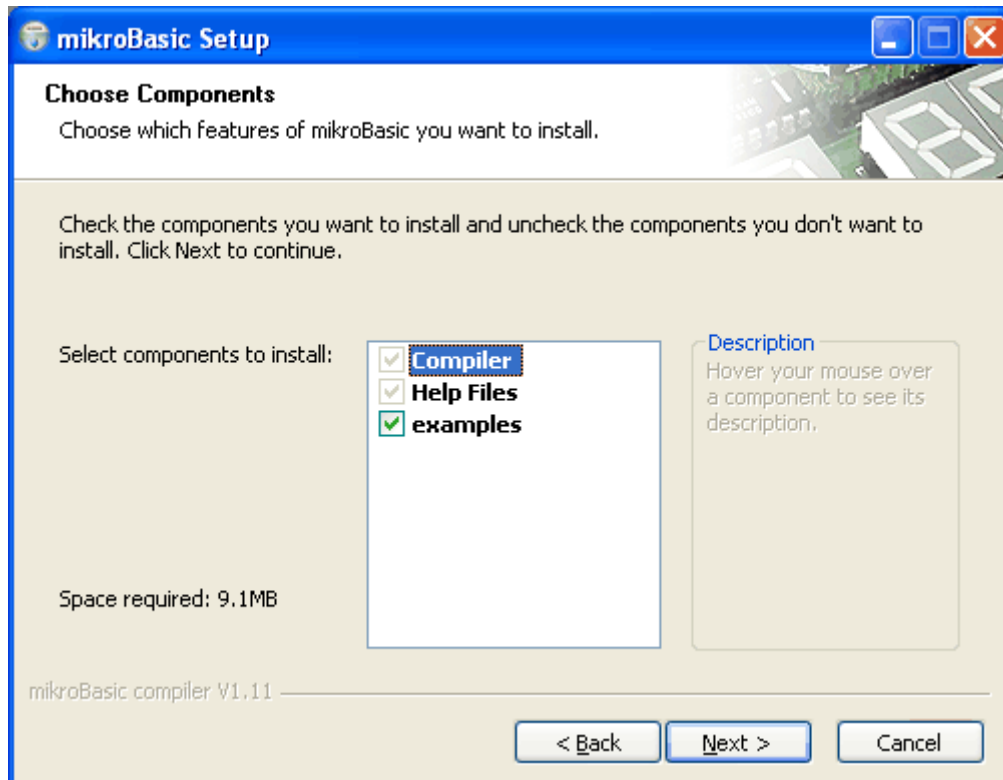 mikroBasic Setup
Choose Components
Choose which features of mikroBasic you want to install.
Check the components you want to install and uncheck the components you don't want to
install. Click Next to continue.
Select components to install:
Compiler
Help Files
examples
Description
Hover your mouse over
a component to see its
description.
Space required: 9.1MB
mikroBasic compiler V1.11
< Back
Next >
Cancel